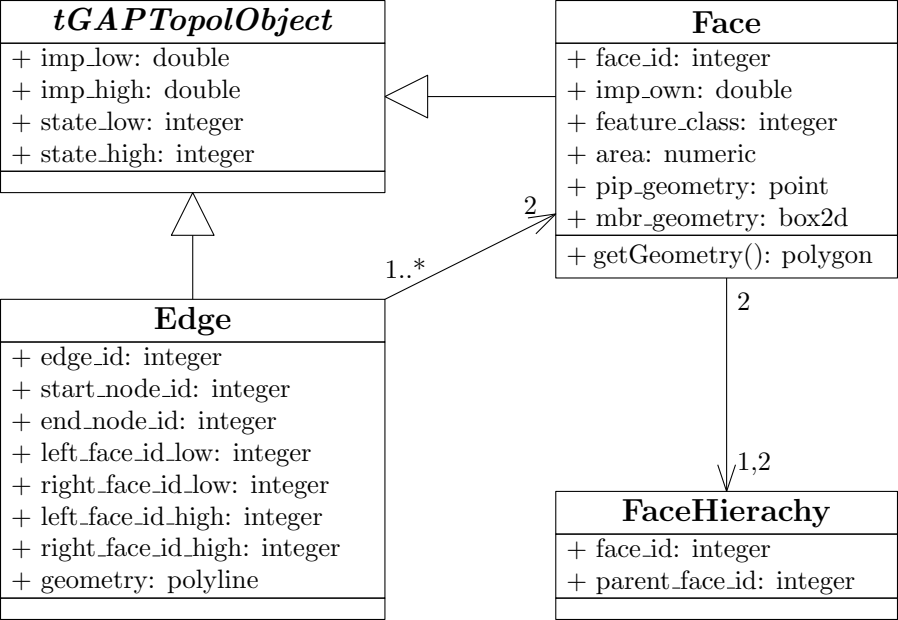 tGAPTopolObject
+ imp_low: double
+ imp_high: double
+ state_low: integer
+ state_high: integer
Face
+ face_id: integer
+ imp_own: double
+ feature_class: integer
+ area: numeric
+ pip_geometry: point
+ mbr_geometry: box2d
+ getGeometry(): polygon
2
1..*
2
1,2
Edge
+ edge_id: integer
+ start_node_id: integer
+ end_node_id: integer
+ left_face_id_low: integer
+ right_face_id_low: integer
+ left_face_id_high: integer
+ right_face_id_high: integer
+ geometry: polyline
FaceHierachy
+ face_id: integer
+ parent_face_id: integer